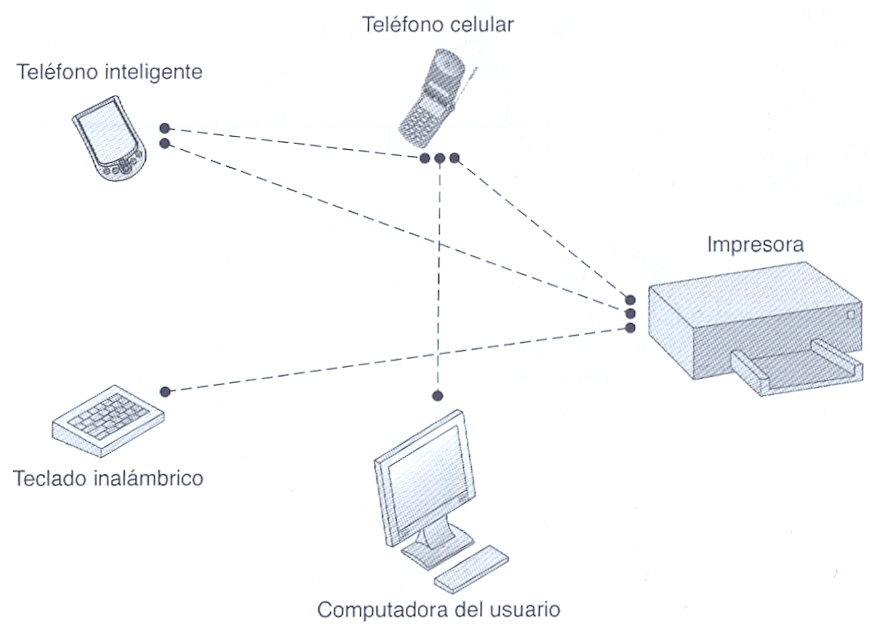 Teléfono celular
Teléfono inteligente
Impresora
Teclado inalámbrico
Computadora del usuario